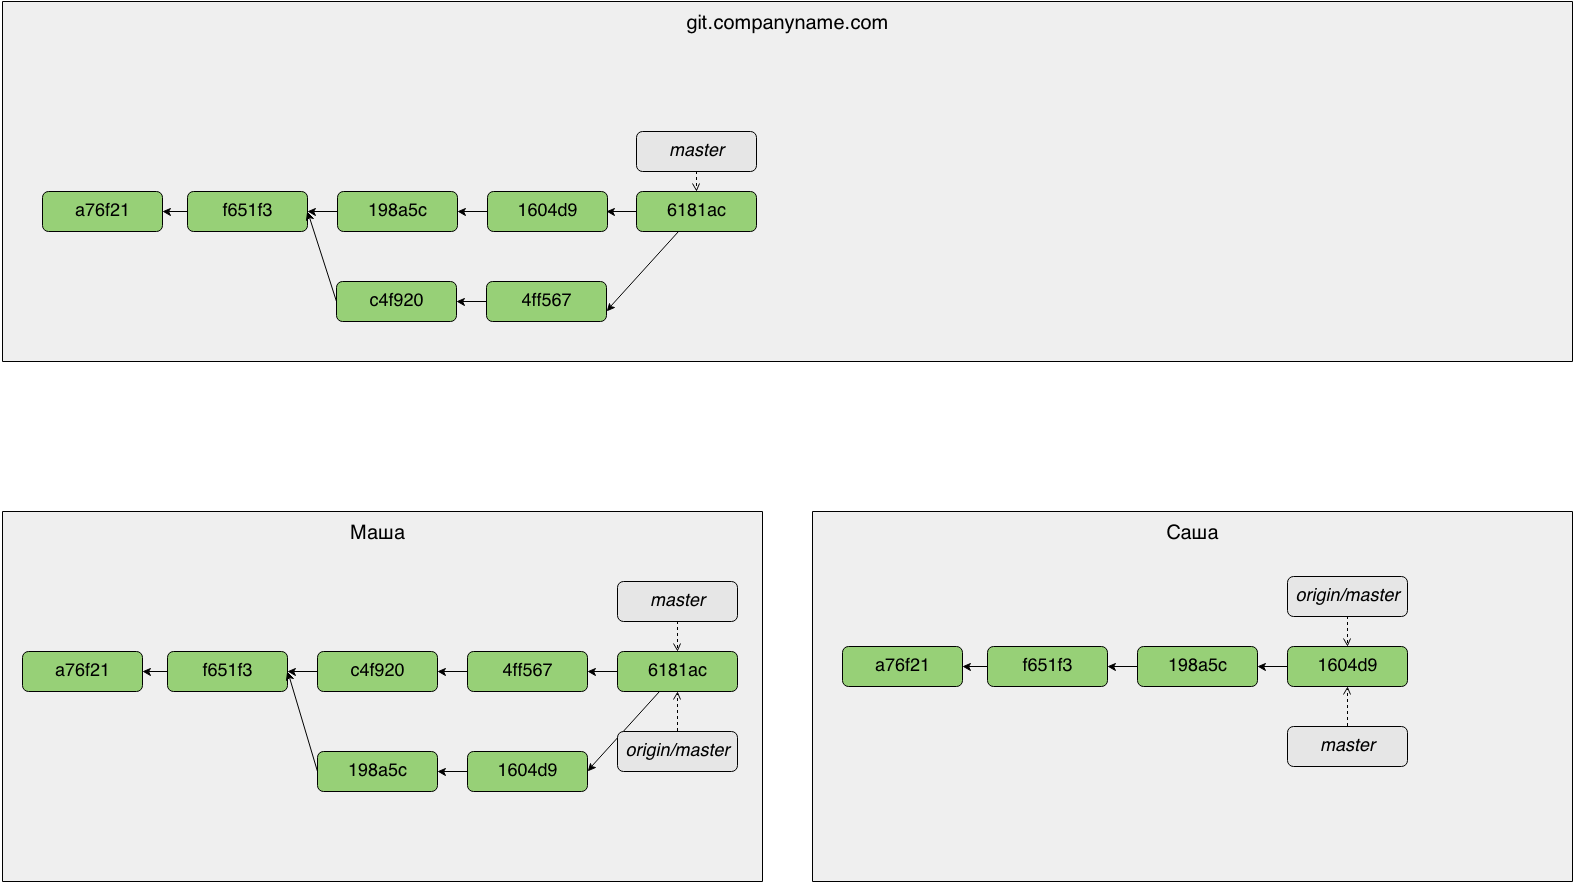 git.companyname.com
master
a76f21
f651f3
198a5c
1604d9
6181ac
c4f920
4ff567
Маша
master
a76f21
f651f3
c4f920
4ff567
6181ac
origin/master
198a5c
1604d9
Саша
origin/master
a76f21
f651f3
198a5c
1604d9
master